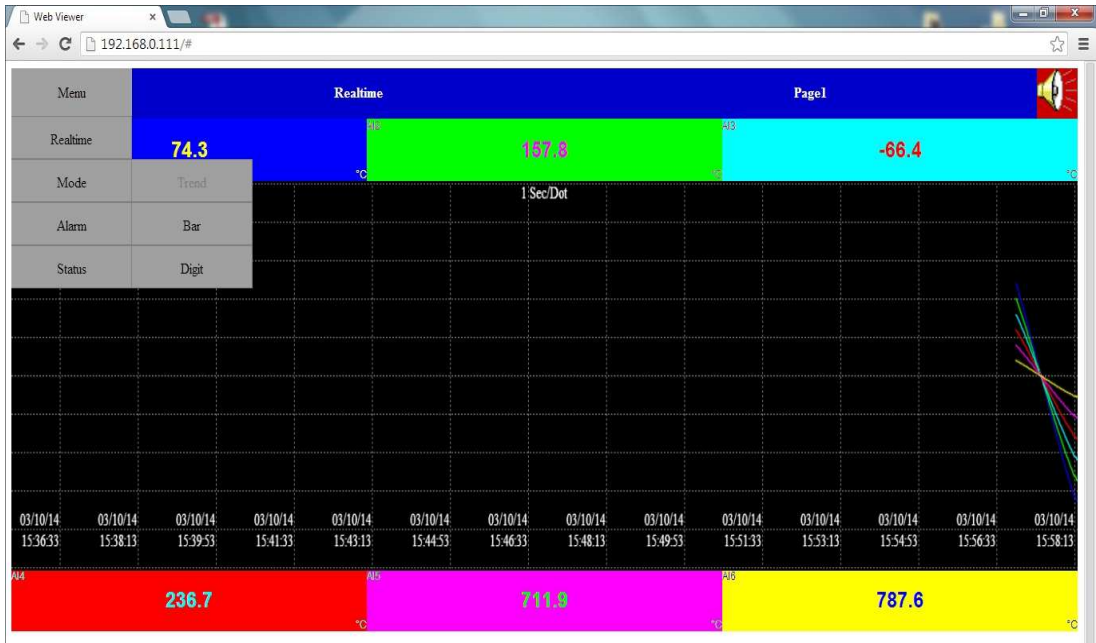 Web Viewer
192.168.0.111/#
Menu
Realtime
Page1
Realtime
74.3
°C
AI2
157.8
°C
AI3
-66.4
°C
Mode
Trend
Alarm
Bar
Status
Digit
1 Sec/Dot
03/10/14 03/10/14 03/10/14 03/10/14 03/10/14 03/10/14 03/10/14 03/10/14 03/10/14 03/10/14 03/10/14 03/10/14 03/10/14 03/10/14
15:36:33 15:38:13 15:39:53 15:41:33 15:43:13 15:44:53 15:46:33 15:48:13 15:49:53 15:51:33 15:53:13 15:54:53 15:56:33 15:58:13
AI4
236.7
°C
AI5
711.9
°C
AI6
787.6
°C